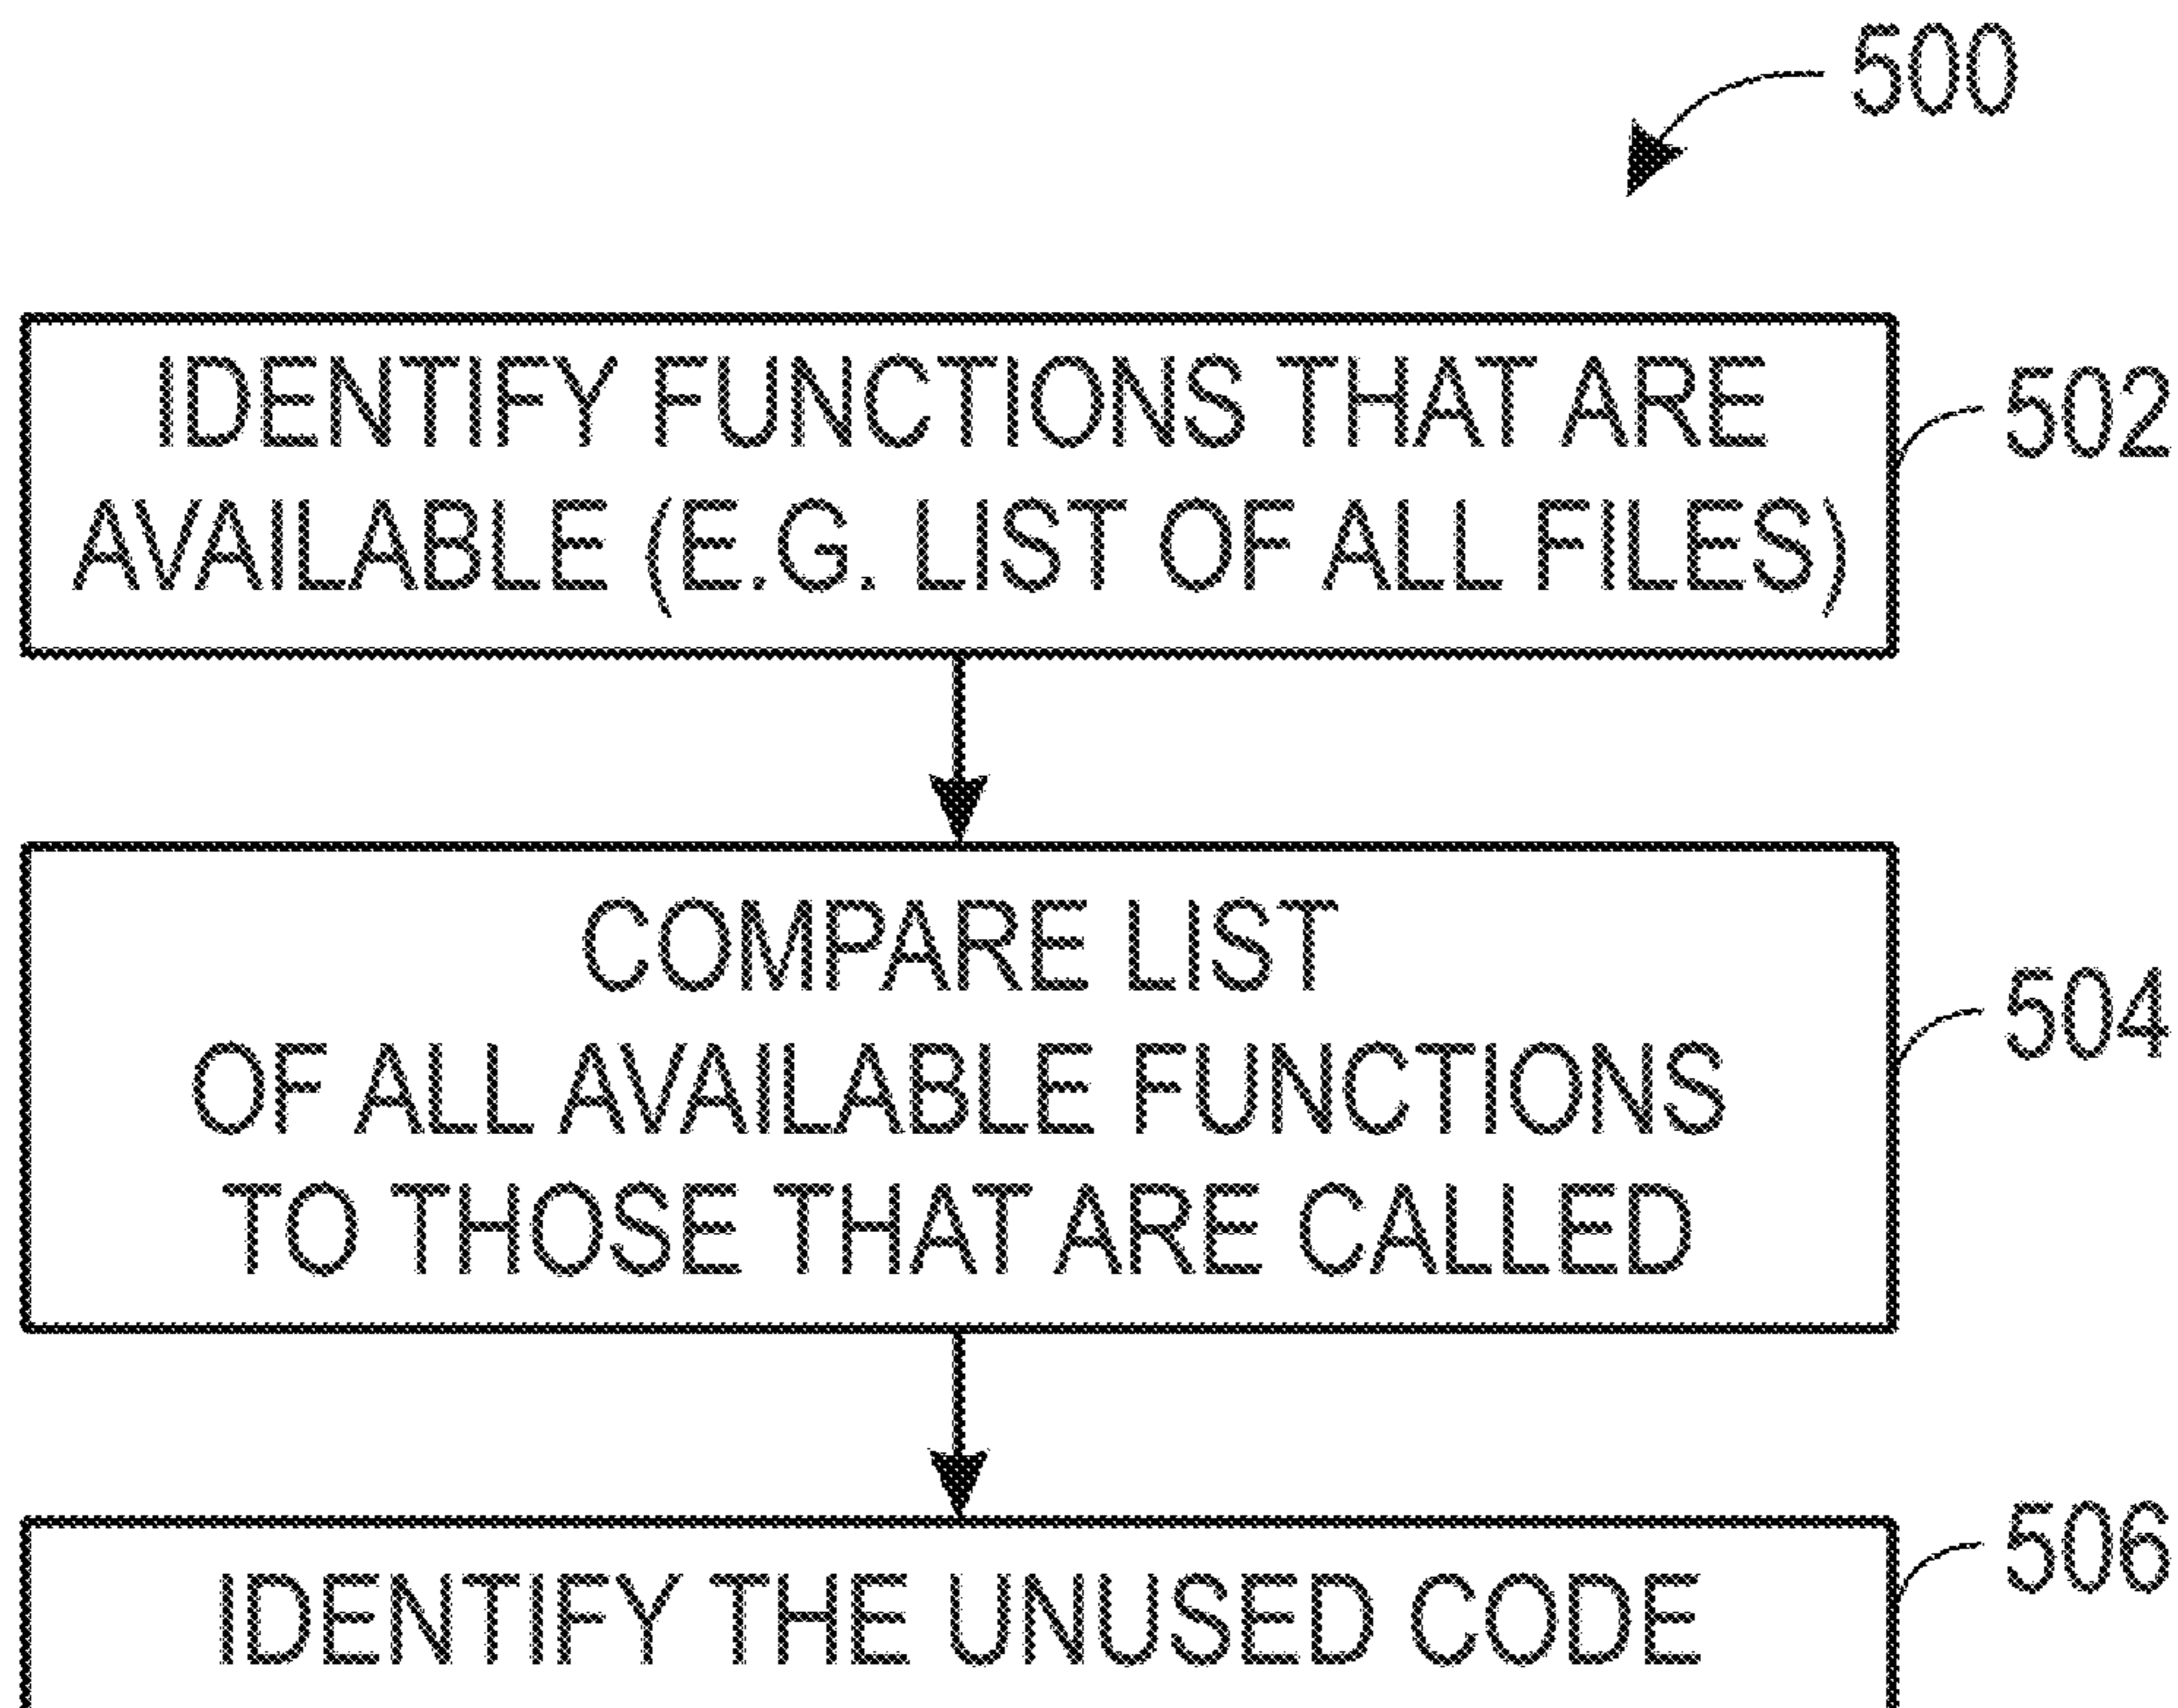 500
IDENTIFY FUNCTIONS THAT ARE
AVAILABLE (E.G. LIST OF ALL FILES)
502
COMPARE LIST
OF ALL AVAILABLE FUNCTIONS
TO THOSE THAT ARE CALLED
504
IDENTIFY THE UNUSED CODE
506